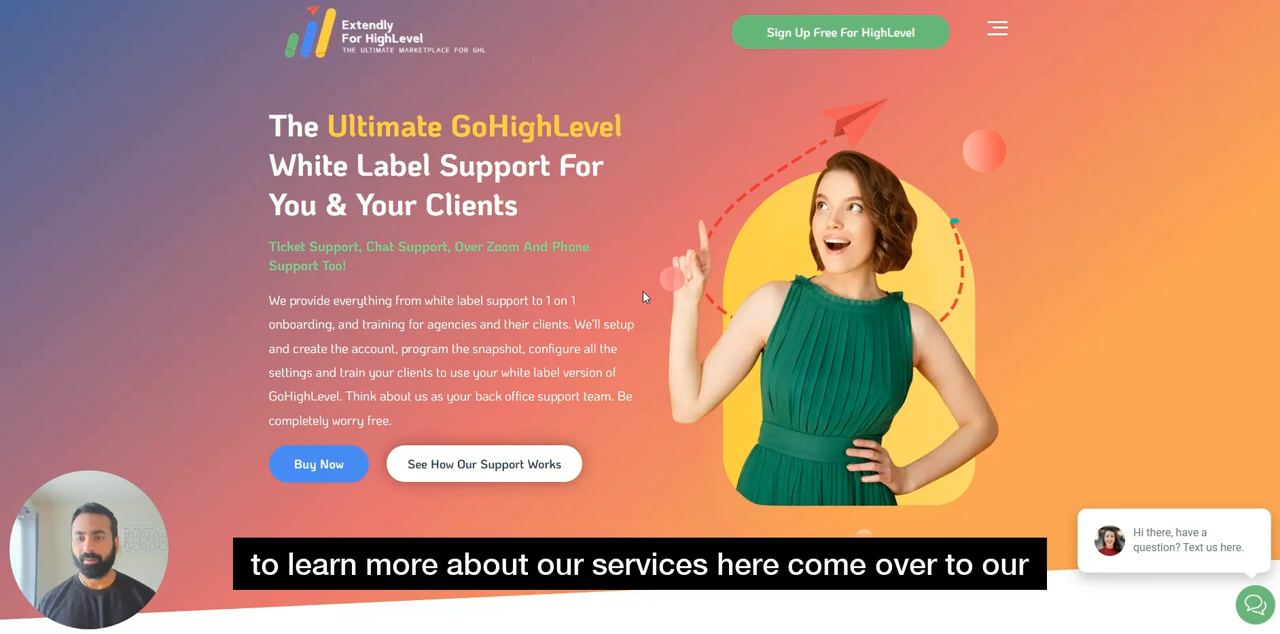 Extendly
For HighLevel
THE ULTIMATE MARKETPLACE FOR GHL
Sign Up Free For HighLevel
The Ultimate GoHighLevel
White Label Support For
You & Your Clients
Ticket Support, Chat Support, Over Zoom And Phone
Support Too!
We provide everything from white label support to 1 on 1
onboarding, and training for agencies and their clients. We'll setup
and create the account, program the snapshot, configure all the
settings and train your clients to use your white label version of
GoHighLevel. Think about us as your back office support team. Be
completely worry free.
Buy Now
See How Our Support Works
Hi there, have a
question? Text us here.
to learn more about our services here come over to our